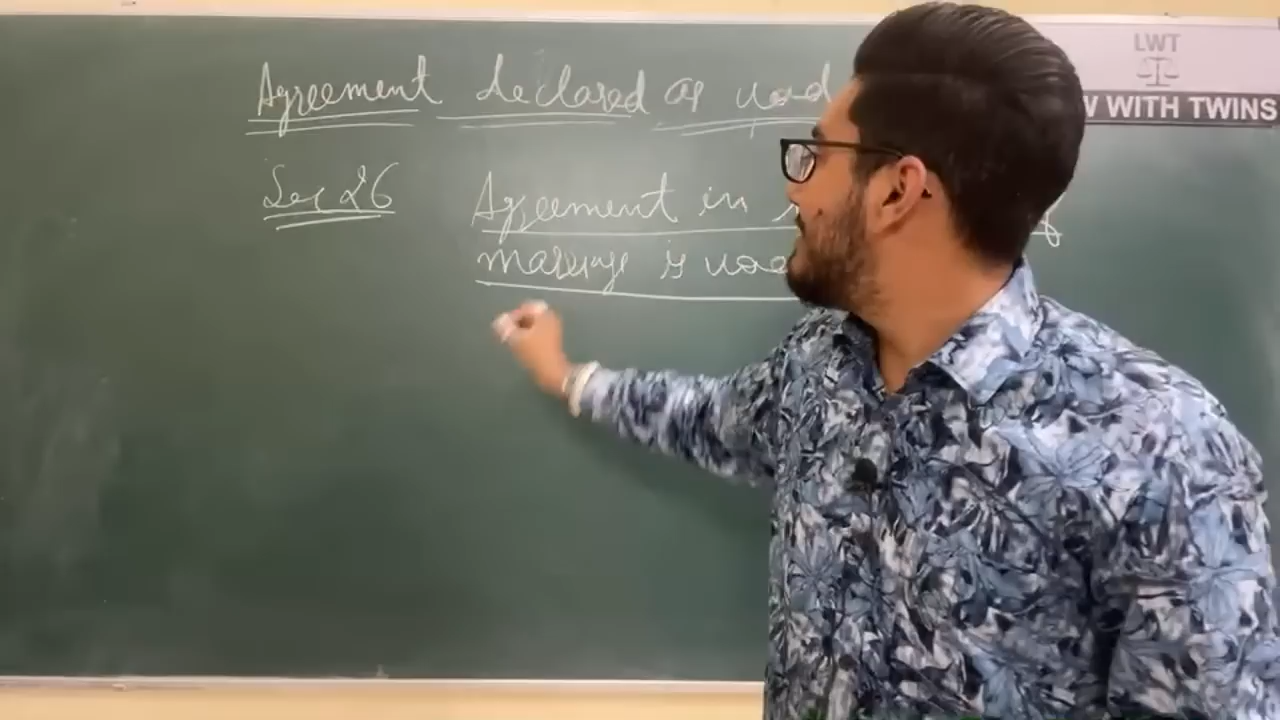 Agreement declared as void
Sec 26
Agreement in
marriage is void
LWT
W WITH TWINS